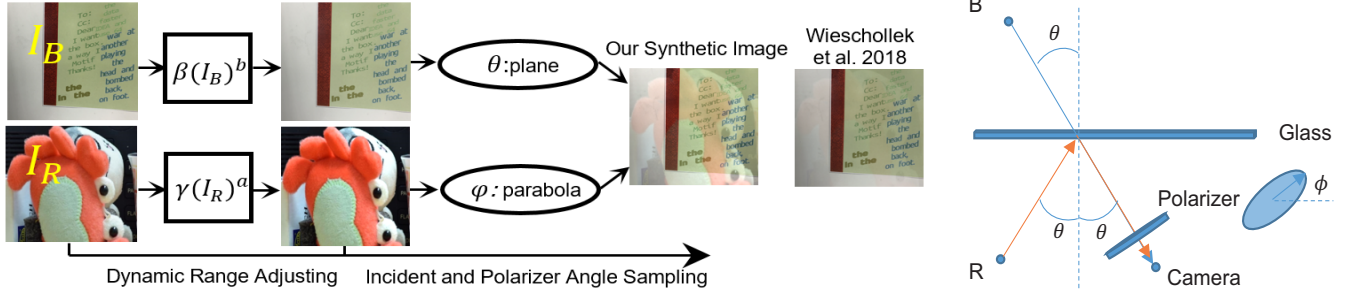 I_B
To:
Cc:
Dear
I want war at
the box another
a way I playing
Motif the
Thanks! head and
bombed
the back,
in the on foot.
β(I_B)^b
θ:plane
Our Synthetic Image
Wieschollek
et al. 2018
I_R
γ(I_R)^a
φ: parabola
Dynamic Range Adjusting
Incident and Polarizer Angle Sampling
B
θ
Glass
Polarizer
ϕ
θ
θ
R
Camera